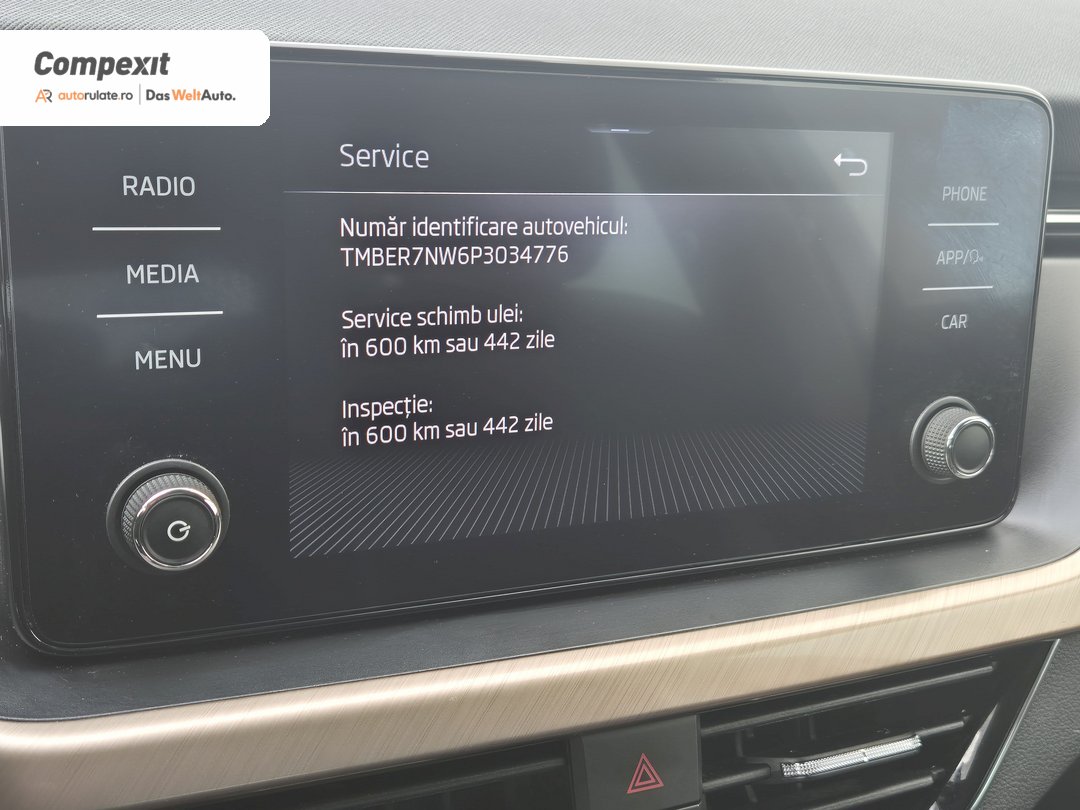 Compexit
autorulate.ro | Das WeltAuto.
Service
RADIO
MEDIA
MENU
Număr identificare autovehicul:
TMBER7NW6P3034776
Service schimb ulei:
în 600 km sau 442 zile
Inspecție:
în 600 km sau 442 zile
PHONE
APP/
CAR